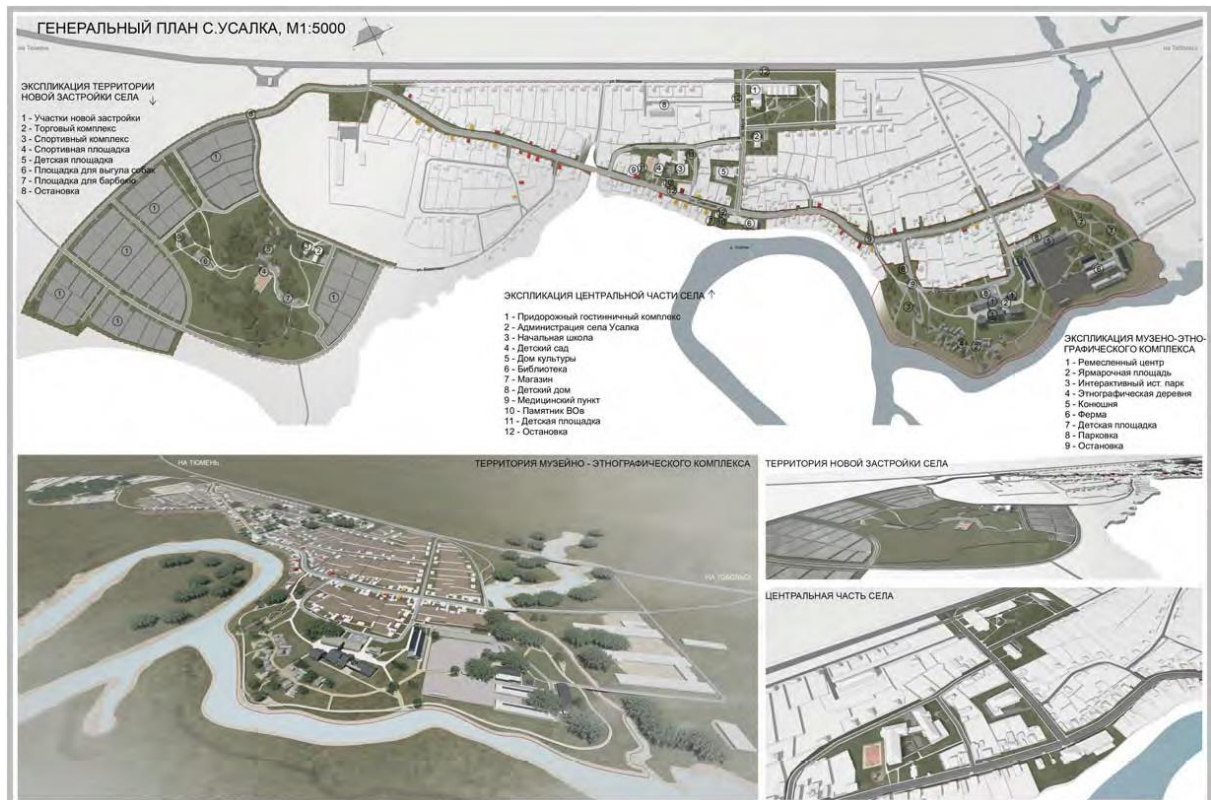 ГЕНЕРАЛЬНЫЙ ПЛАН С.УСАЛКА, М1:5000
на Тюмень
на Тобольск
ЭКСПЛИКАЦИЯ ТЕРРИТОРИИ
НОВОЙ ЗАСТРОЙКИ СЕЛА
1 - Участки новой застройки
2 - Торговый комплекс
3 - Спортивный комплекс
4 - Спортивная площадка
5 - Детская площадка
6 - Площадка для выгула собак
7 - Площадка для барбекю
8 - Остановка
ЭКСПЛИКАЦИЯ ЦЕНТРАЛЬНОЙ ЧАСТИ СЕЛА
1 - Придорожный гостинничный комплекс
2 - Администрация села Усалка
3 - Начальная школа
4 - Детский сад
5 - Дом культуры
6 - Библиотека
7 - Магазин
8 - Детский дом
9 - Медицинский пункт
10 - Памятник ВОв
11 - Детская площадка
12 - Остановка
ЭКСПЛИКАЦИЯ МУЗЕНО-ЭТНО-
ГРАФИЧЕСКОГО КОМПЛЕКСА
1 - Ремесленный центр
2 - Ярмарочная площадь
3 - Интерактивный ист. парк
4 - Этнографическая деревня
5 - Конюшня
6 - Ферма
7 - Детская площадка
8 - Парковка
9 - Остановка
НА ТЮМЕНЬ
ТЕРРИТОРИЯ МУЗЕЙНО - ЭТНОГРАФИЧЕСКОГО КОМПЛЕКСА
НА ТОБОЛЬСК
ТЕРРИТОРИЯ НОВОЙ ЗАСТРОЙКИ СЕЛА
ЦЕНТРАЛЬНАЯ ЧАСТЬ СЕЛА